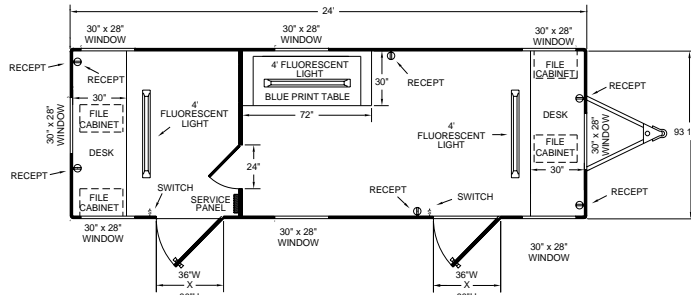 24'
30" x 28"
WINDOW
30" x 28"
WINDOW
30" x 28"
WINDOW
RECEPT
RECEPT
4' FLUORESCENT
LIGHT
BLUE PRINT TABLE
30"
72"
RECEPT
FILE
CABINET
RECEPT
30"
FILE
CABINET
30" x 28"
WINDOW
4'
FLUORESCENT
LIGHT
DESK
4'
FLUORESCENT
LIGHT
DESK
30" x 28"
WINDOW
93 1
FILE
CABINET
30"
24"
RECEPT
SWITCH
SERVICE
PANEL
FILE
CABINET
RECEPT
SWITCH
RECEPT
30" x 28"
WINDOW
30" x 28"
WINDOW
30" x 28"
WINDOW
36"W
X
36"W
X